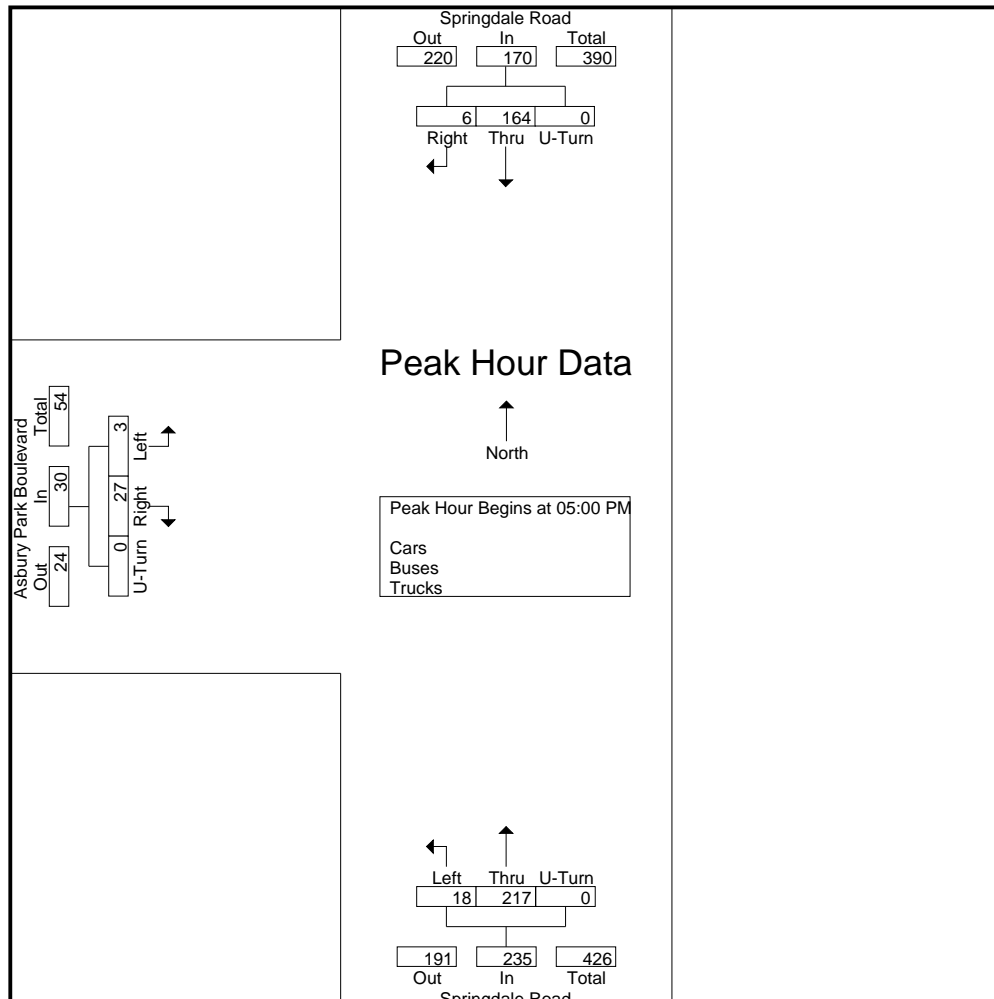 Springdale Road
Out In Total
220 170 390
6 164 0
Right Thru U-Turn
Peak Hour Data
North
Peak Hour Begins at 05:00 PM
Cars
Buses
Trucks
Asbury Park Boulevard
Out In Total
24 30 54
0 27 3
U-Turn Right Left
Left Thru U-Turn
18 217 0
191 235 426
Out In Total
Springdale Road